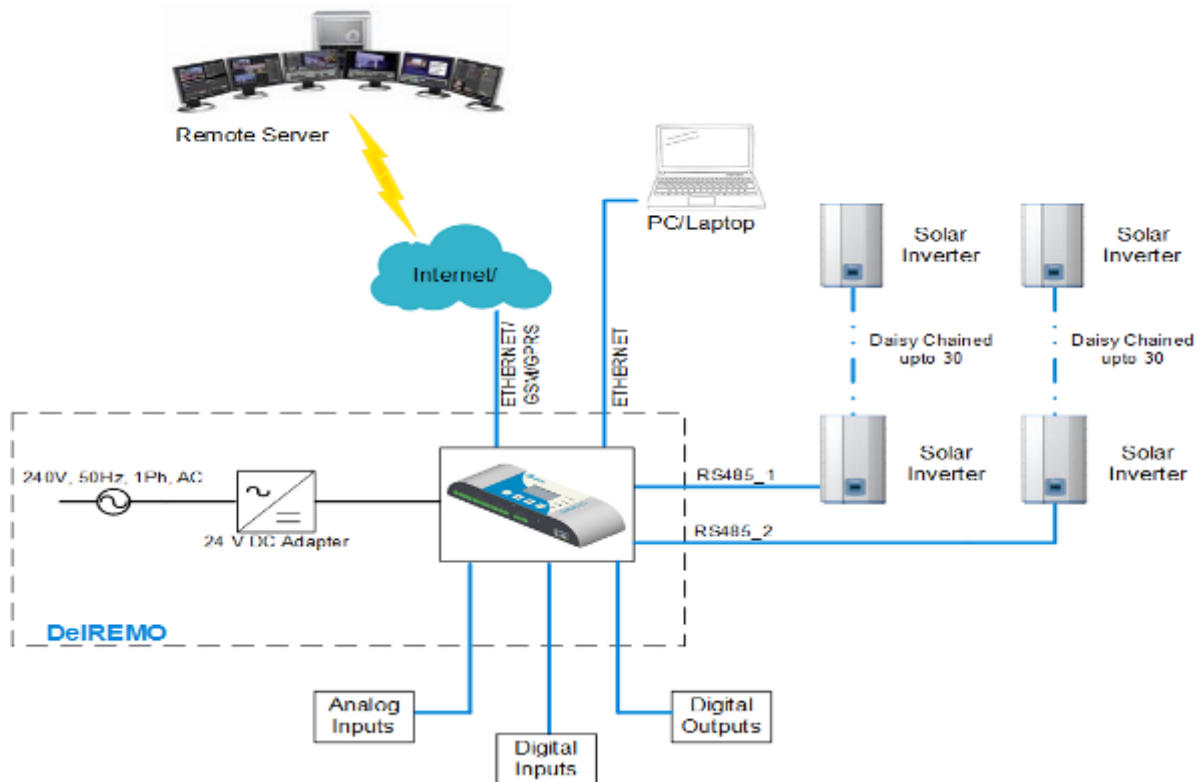 Remote Server
PC/Laptop
Internet/
Solar
Inverter
Solar
Inverter
ETHERNET/
GSM/GPRS
ETHERNET
Daisy Chained
upto 30
Daisy Chained
upto 30
Solar
Inverter
Solar
Inverter
240V, 50Hz, 1Ph, AC
24 V DC Adapter
RS485_1
RS485_2
DelREMO
Analog
Inputs
Digital
Inputs
Digital
Outputs